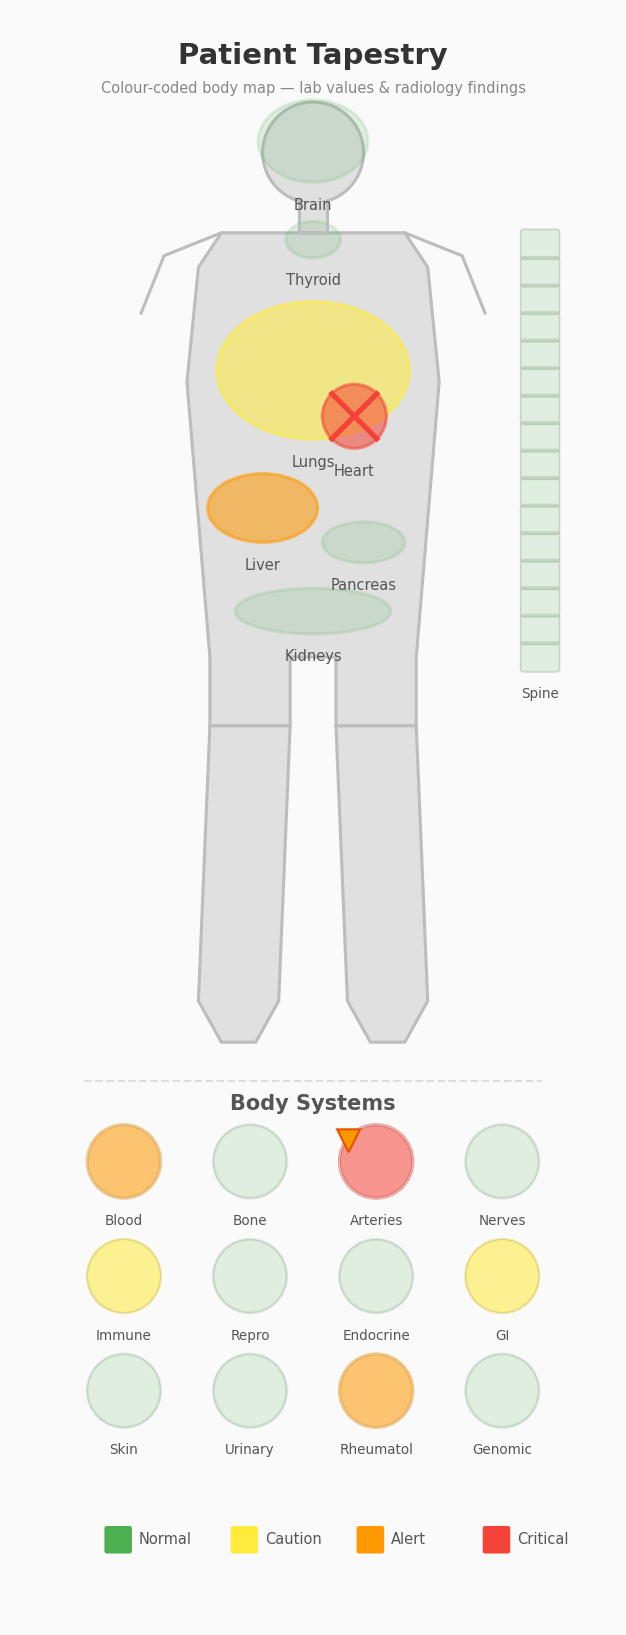 Patient Tapestry
Colour-coded body map — lab values & radiology findings
Brain
Thyroid
Lungs
Heart
Liver
Pancreas
Kidneys
Spine
Body Systems
Blood
Bone
Arteries
Nerves
Immune
Repro
Endocrine
GI
Skin
Urinary
Rheumatol
Genomic
Normal
Caution
Alert
Critical